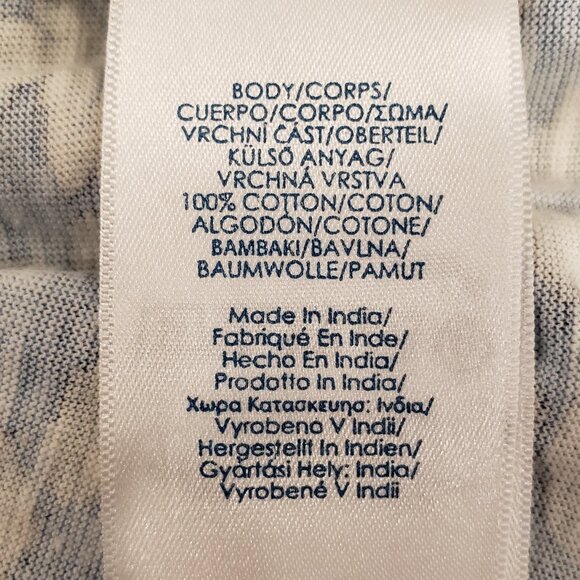 BODY/CORPS/
CUERPO/CORPO/ΣΩΜΑ/
VRCHNÍ ČÁST/OBERTEIL/
KÜLSŐ ANYAG/
VRCHNÁ VRSTVA
100% COTTON/COTON/
ALGODÓN/COTONE/
BAMBAKI/BAVLNA/
BAUMWOLLE/PAMUT
Made In India/
Fabriqué En Inde/
Hecho En India/
Prodotto In India/
Χωρα Κατασκευησ: Ινδια/
Vyrobeno V Indii/
Hergestellt In Indien/
Gyártási Hely: India/
Vyrobené V Indii